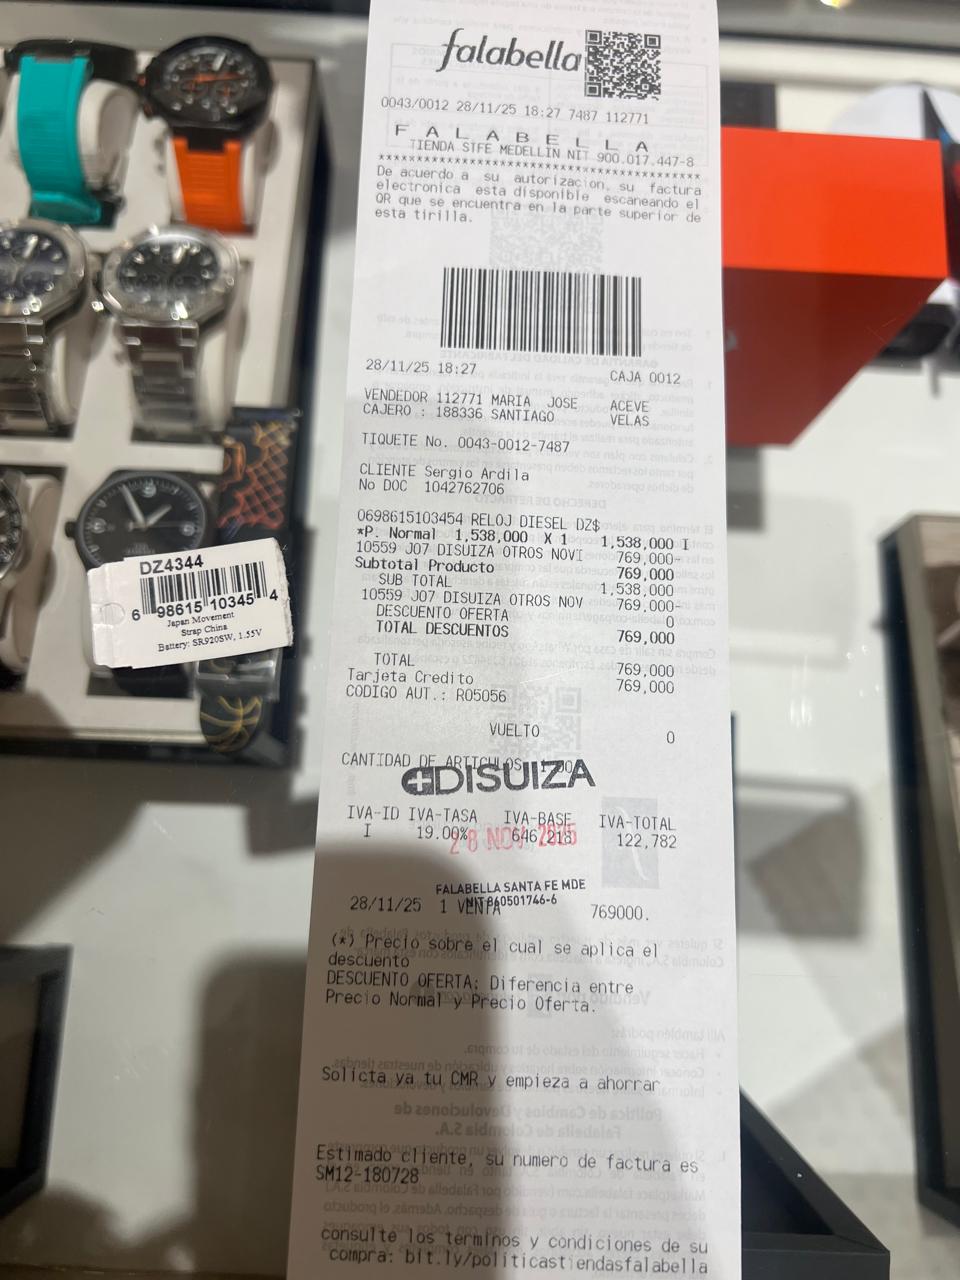 falabella
0043/0012 28/11/25 18:27 7487 112771
F A L A B E L L A
TIENDA STFE MEDELLIN NIT 900.017.447-8
****************************************
De acuerdo a su autorizacion, su factura
electronica esta disponible escaneando el
QR que se encuentra en la parte superior de
esta tirilla.
28/11/25 18:27 CAJA 0012
VENDEDOR 112771 MARIA JOSE ACEVE
CAJERO : 188336 SANTIAGO VELAS
TIQUETE No. 0043-0012-7487
CLIENTE Sergio Ardila
No DOC 1042762706
0698615103454 RELOJ DIESEL DZ$
*P. Normal 1,538,000 X 1 1,538,000 I
10559 J07 DISUIZA OTROS NOVI 769,000-
Subtotal Producto 769,000
SUB TOTAL 1,538,000
10559 J07 DISUIZA OTROS NOV 769,000-
DESCUENTO OFERTA 0
TOTAL DESCUENTOS 769,000
TOTAL 769,000
Tarjeta Credito 769,000
CODIGO AUT.: R05056
VUELTO 0
CANTIDAD DE ARTICULOS
DISUIZA
IVA-ID IVA-TASA IVA-BASE IVA-TOTAL
I 19.00% 646,218 122,782
28 NOV 2025
FALABELLA SANTA FE MDE
NIT 860501746-6
28/11/25 1 VENTA 769000.
(*) Precio sobre el cual se aplica el
descuento
DESCUENTO OFERTA: Diferencia entre
Precio Normal y Precio Oferta.
Solicta ya tu CMR y empieza a ahorrar
Estimado cliente, su numero de factura es
SM12-180728
consulte los terminos y condiciones de su
compra: bit.ly/politicastiendasfalabella
DZ4344
6 98615 10345 4
Japan Movement
Strap China
Battery: SR920SW, 1.55V